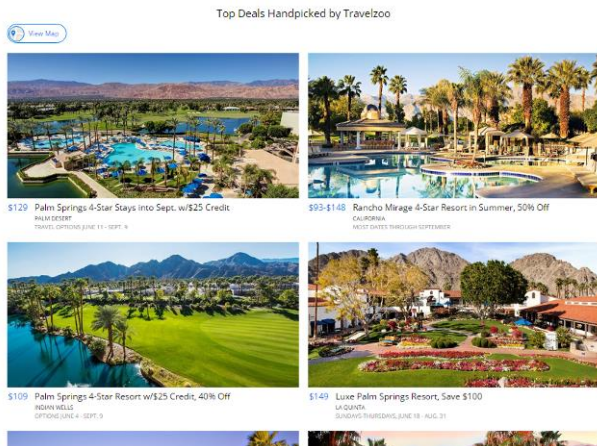 Top Deals Handpicked by Travelzoo
View Map
$129 Palm Springs 4-Star Stays into Sept. w/$25 Credit
PALM DESERT
TRAVEL OPTIONS JUNE 11 - SEPT. 4
$93-$148 Rancho Mirage 4-Star Resort in Summer, 50% Off
CALIFORNIA
MOST DATES THROUGH SEPTEMBER
$109 Palm Springs 4-Star Resort w/$25 Credit, 40% Off
INDIAN WELLS
OPTIONS JUNE 4 - SEPT. 3
$149 Luxe Palm Springs Resort, Save $100
LA QUINTA
SUNDAYS-THURSDAYS, JUNE 18 - AUG. 31